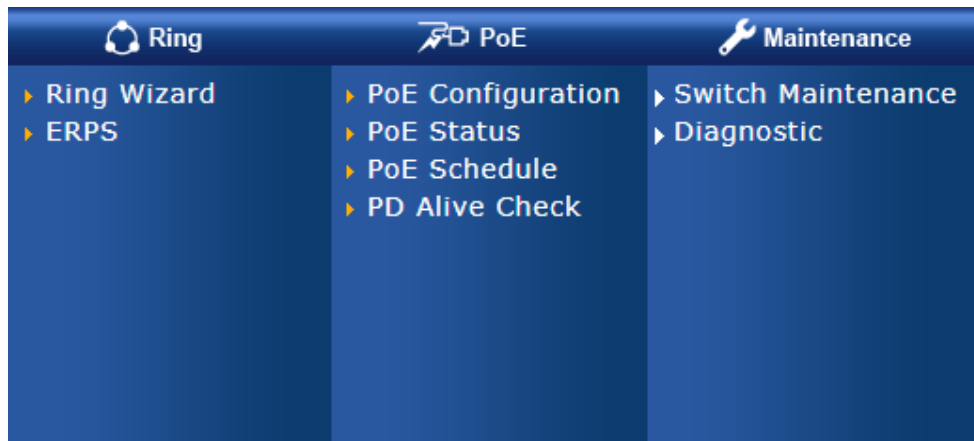 Ring
Ring Wizard
ERPS
PoE
PoE Configuration
PoE Status
PoE Schedule
PD Alive Check
Maintenance
Switch Maintenance
Diagnostic